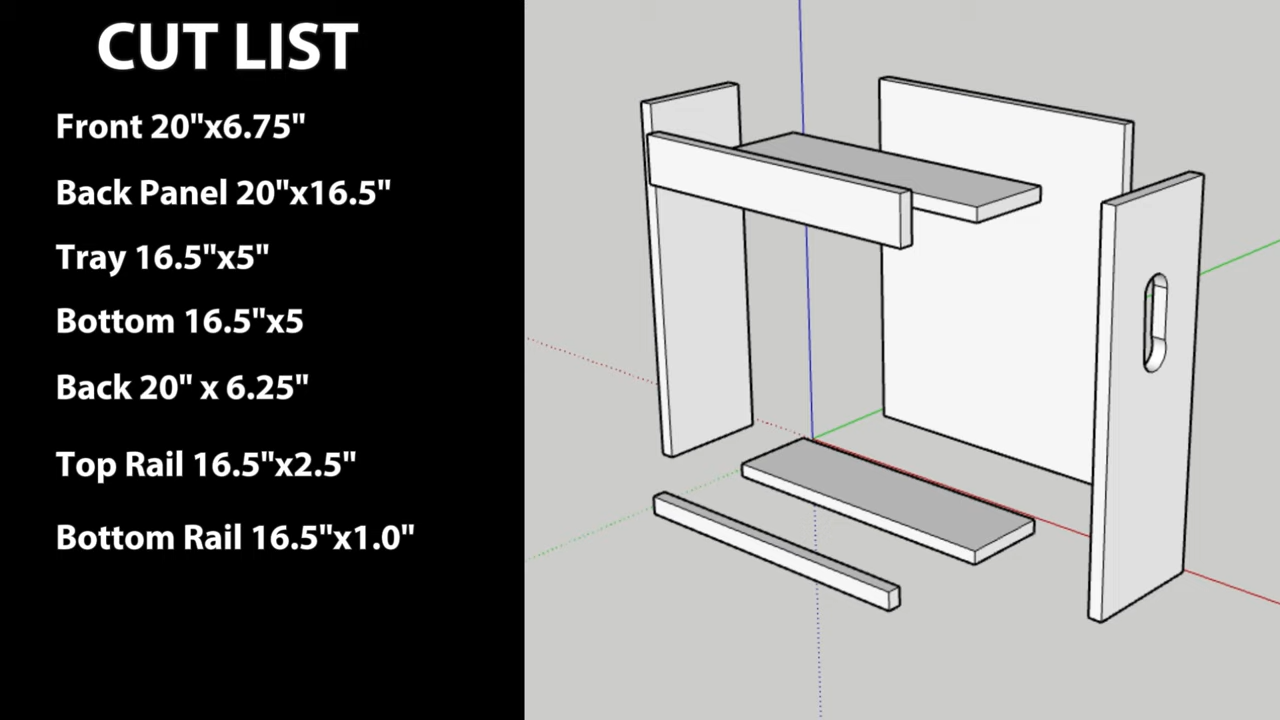 CUT LIST
Front 20"x6.75"
Back Panel 20"x16.5"
Tray 16.5"x5"
Bottom 16.5"x5
Back 20" x 6.25"
Top Rail 16.5"x2.5"
Bottom Rail 16.5"x1.0"